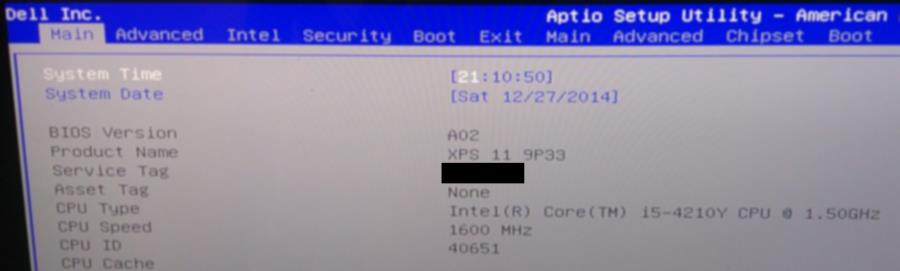 Dell Inc. Aptio Setup Utility - American
Main Advanced Intel Security Boot Exit Main Advanced Chipset Boot
System Time [21:10:50]
System Date [Sat 12/27/2014]
BIOS Version A02
Product Name XPS 11 9P33
Service Tag
Asset Tag None
CPU Type Intel(R) Core(TM) i5-4210Y CPU @ 1.50GHz
CPU Speed 1600 MHz
CPU ID 40651
CPU Cache